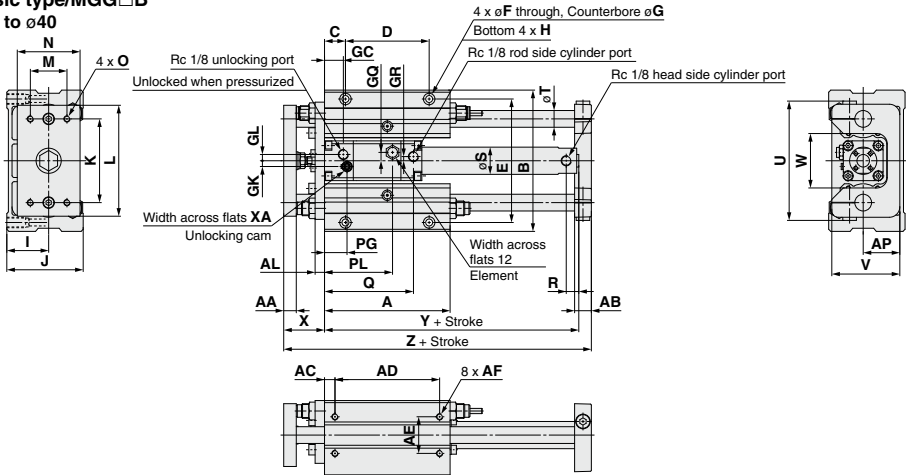 sic type/MGG□B
to ø40
4 x øF through, Counterbore øG
Bottom 4 x H
Rc 1/8 rod side cylinder port
Rc 1/8 head side cylinder port
Rc 1/8 unlocking port
Unlocked when pressurized
N
M
4 x O
C
D
GC
GQ
GR
øT
GL
GK
K
L
øS
E
B
U
W
Width across flats XA
Unlocking cam
PG
Width across
flats 12
Element
I
J
AL
PL
Q
R
AB
AP
V
AA
A
X
Y + Stroke
Z + Stroke
AC
AD
8 x AF
AE